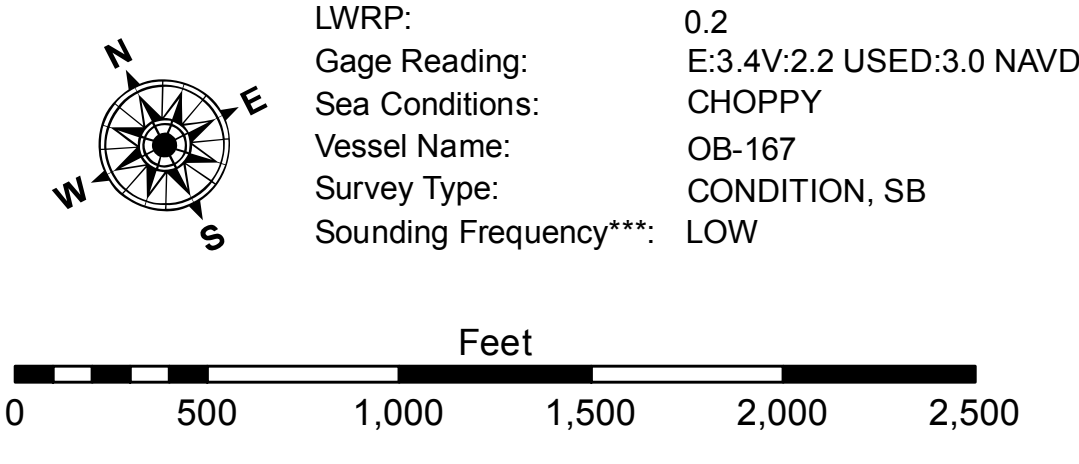 N
E
W
S
LWRP: 0.2
Gage Reading: E:3.4V:2.2 USED:3.0 NAVD
Sea Conditions: CHOPPY
Vessel Name: OB-167
Survey Type: CONDITION, SB
Sounding Frequency***: LOW
Feet
0 500 1,000 1,500 2,000 2,500